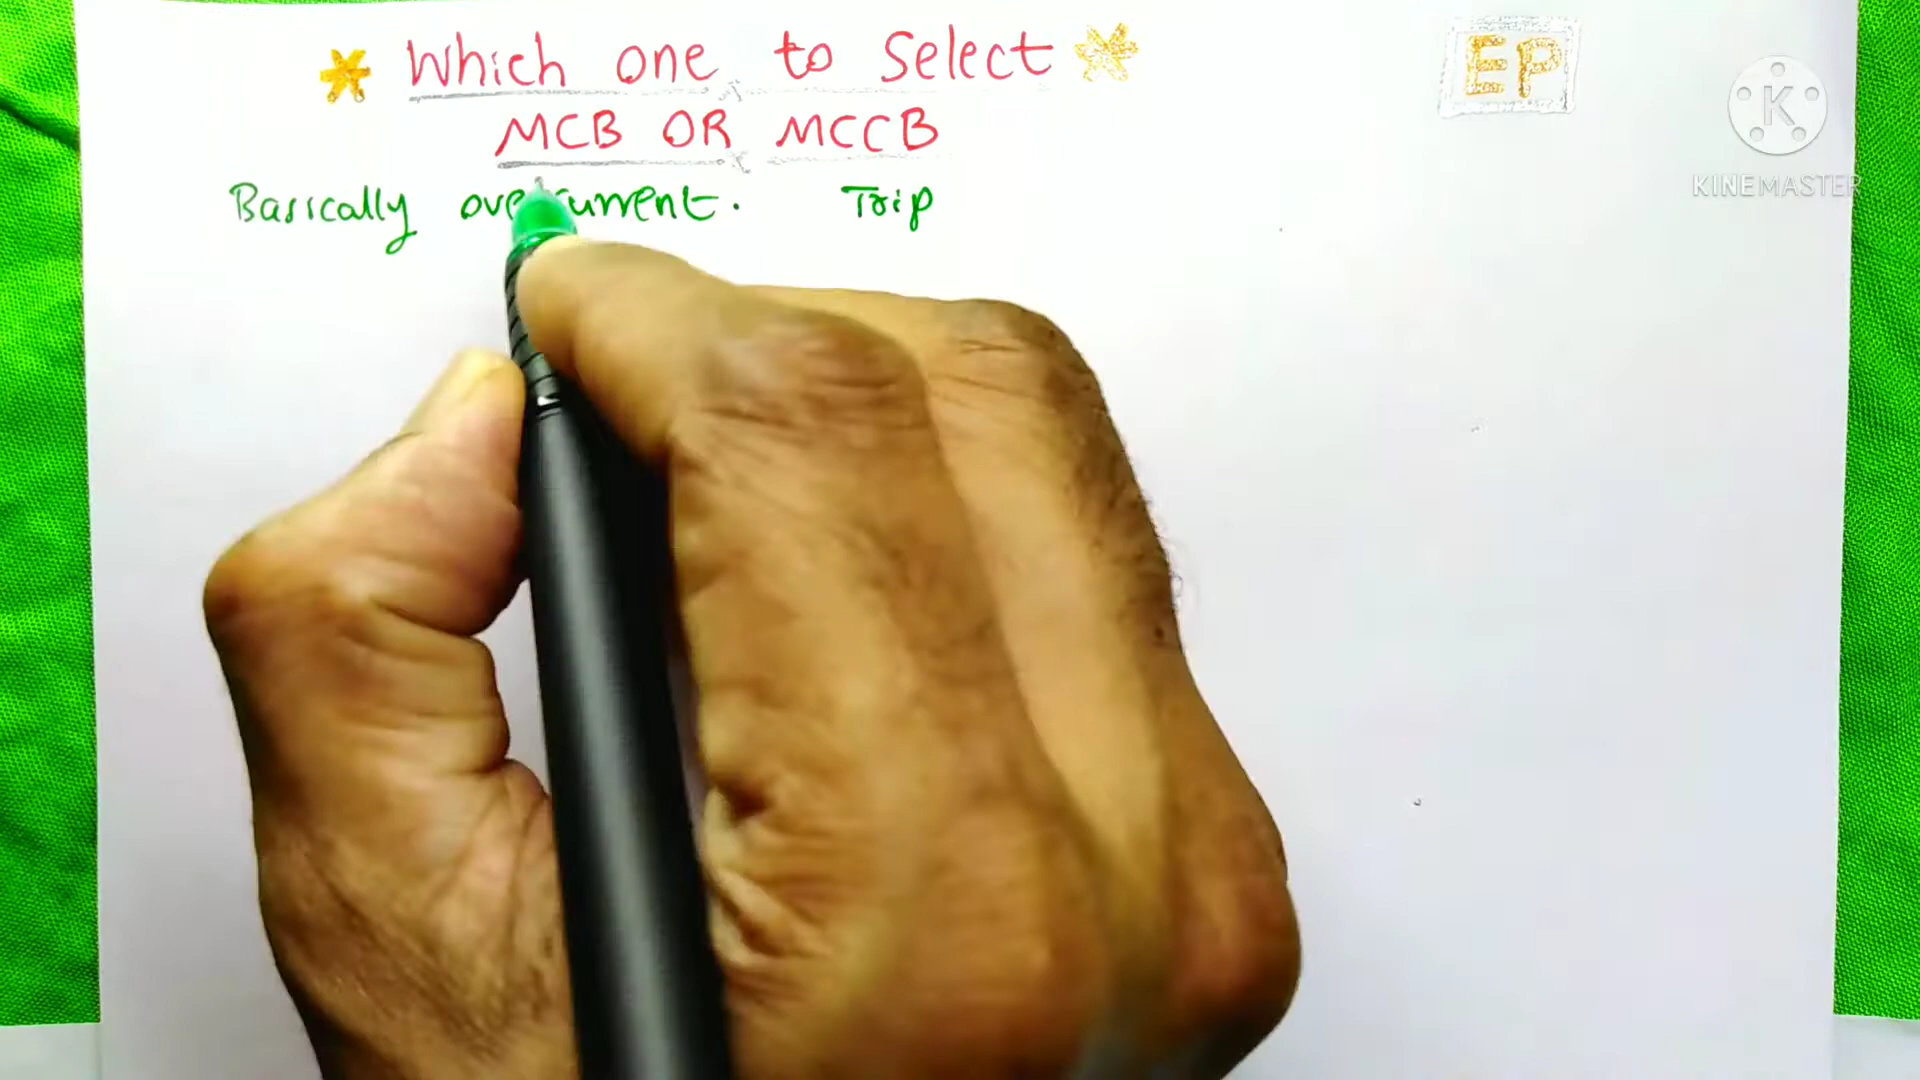 Which one to Select
MCB OR MCCB
Basically overcurrent. Trip
EP
K
KINEMASTER